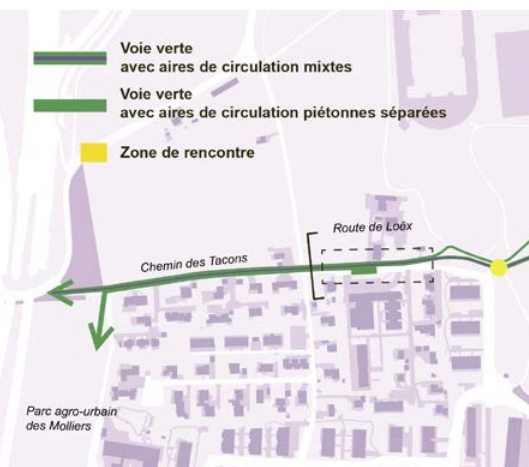 Voie verte
avec aires de circulation mixtes
Voie verte
avec aires de circulation piétonnes séparées
Zone de rencontre
Route de Loëx
Chemin des Tacons
Parc agro-urbain
des Molliers